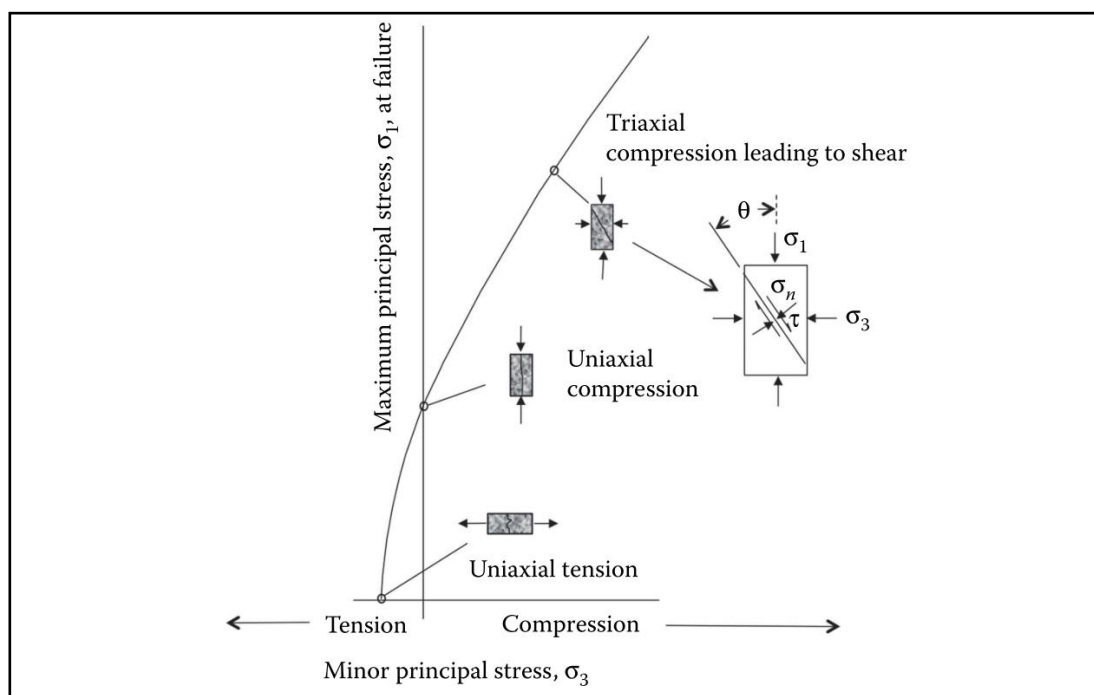 Maximum principal stress, σ₁, at failure
Triaxial
compression leading to shear
θ
σ₁
σₙ
τ
σ₃
Uniaxial
compression
Uniaxial tension
Tension
Compression
Minor principal stress, σ₃